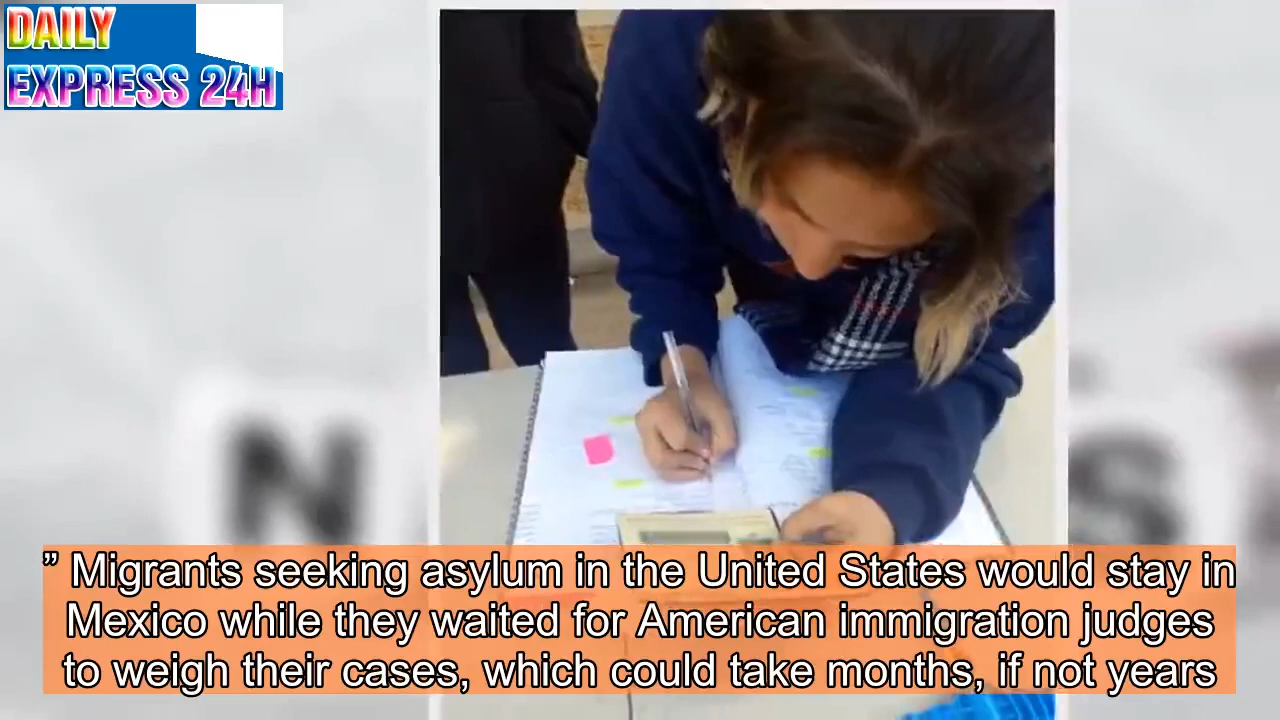 DAILY
EXPRESS 24H
” Migrants seeking asylum in the United States would stay in
Mexico while they waited for American immigration judges
to weigh their cases, which could take months, if not years